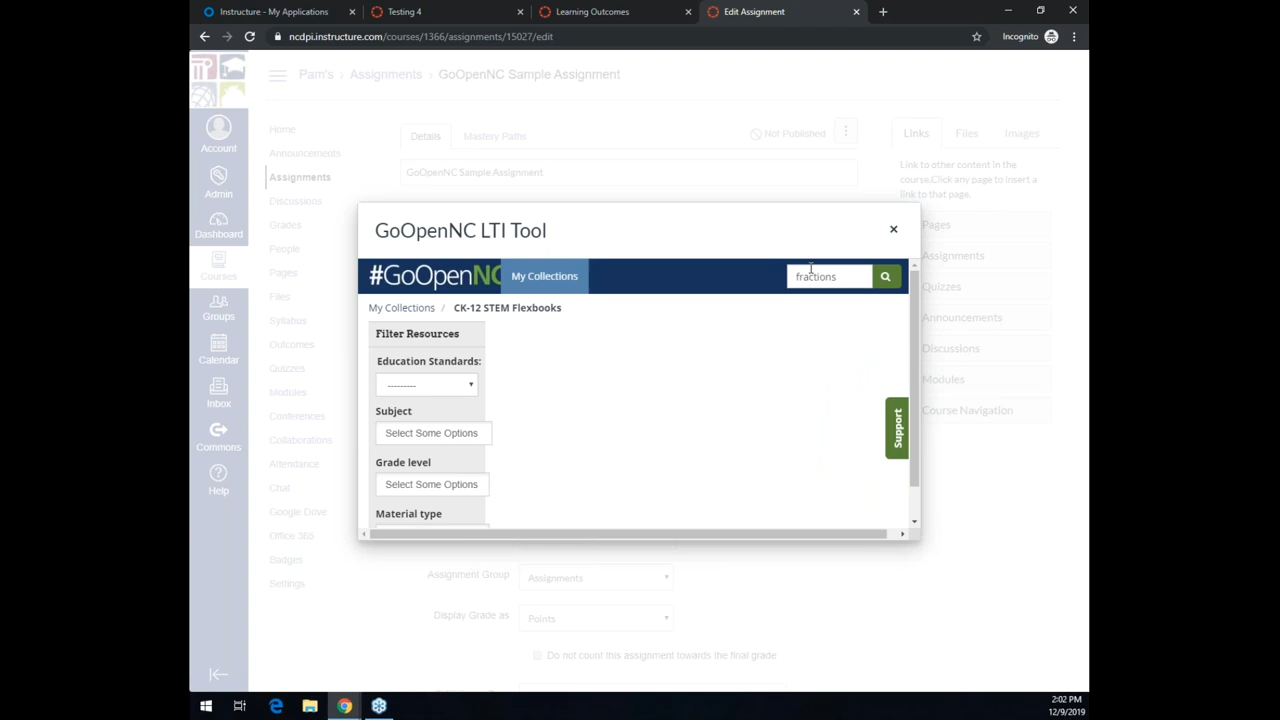 Instructure - My Applications
Testing 4
Learning Outcomes
Edit Assignment
ncdpi.instructure.com/courses/1366/assignments/15027/edit
Incognito
Pam's > Assignments > GoOpenNC Sample Assignment
Account
Admin
Dashboard
Courses
Groups
Calendar
Inbox
Commons
Help
Home
Announcements
Assignments
Discussions
Grades
People
Pages
Files
Syllabus
Outcomes
Quizzes
Modules
Conferences
Collaborations
Attendance
Chat
Google Drive
Office 365
Badges
Settings
Details
Mastery Paths
Not Published
GoOpenNC Sample Assignment
Links
Files
Images
Link to other content in the
course.Click any page to insert a
link to that page.
Pages
Assignments
Quizzes
Announcements
Discussions
Modules
Course Navigation
GoOpenNC LTI Tool
#GoOpenNC
My Collections
fractions
My Collections / CK-12 STEM Flexbooks
Filter Resources
Education Standards:
---------
Subject
Select Some Options
Grade level
Select Some Options
Material type
Support
Assignment Group
Assignments
Display Grade as
Points
Do not count this assignment towards the final grade
2:02 PM
12/9/2019